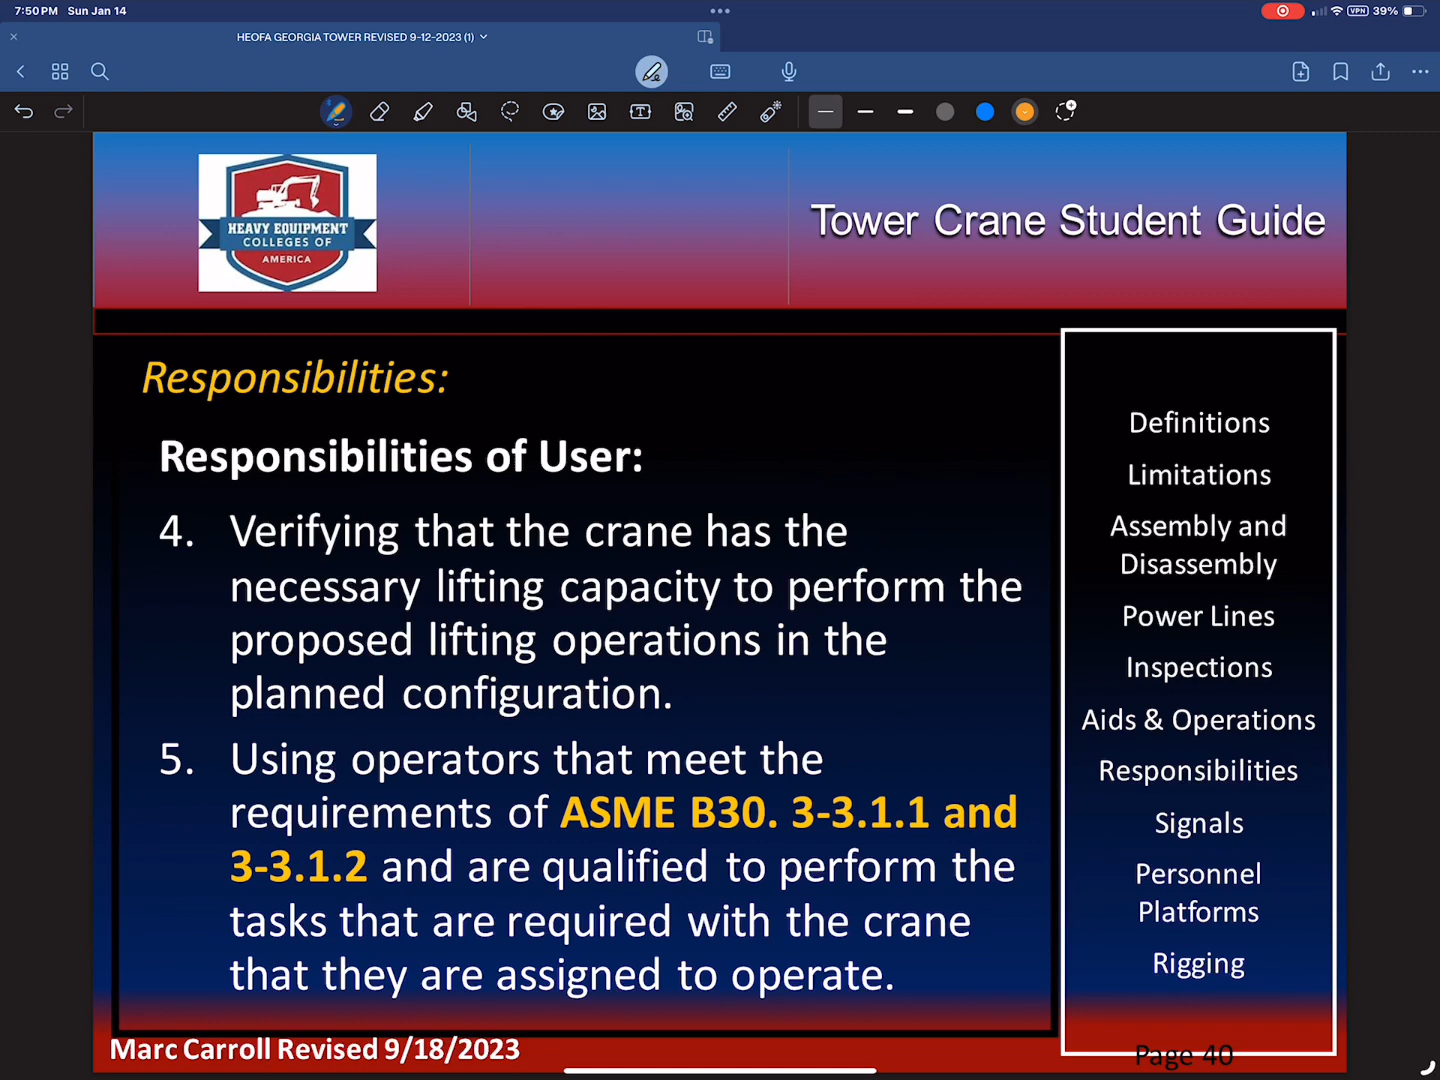 7:50 PM Sun Jan 14
VPN 39%
HEOFA GEORGIA TOWER REVISED 9-12-2023 (1)
HEAVY EQUIPMENT
COLLEGES OF
AMERICA
Tower Crane Student Guide
Responsibilities:
Responsibilities of User:
4. Verifying that the crane has the
necessary lifting capacity to perform the
proposed lifting operations in the
planned configuration.
5. Using operators that meet the
requirements of ASME B30. 3-3.1.1 and
3-3.1.2 and are qualified to perform the
tasks that are required with the crane
that they are assigned to operate.
Definitions
Limitations
Assembly and
Disassembly
Power Lines
Inspections
Aids & Operations
Responsibilities
Signals
Personnel
Platforms
Rigging
Marc Carroll Revised 9/18/2023
Page 40